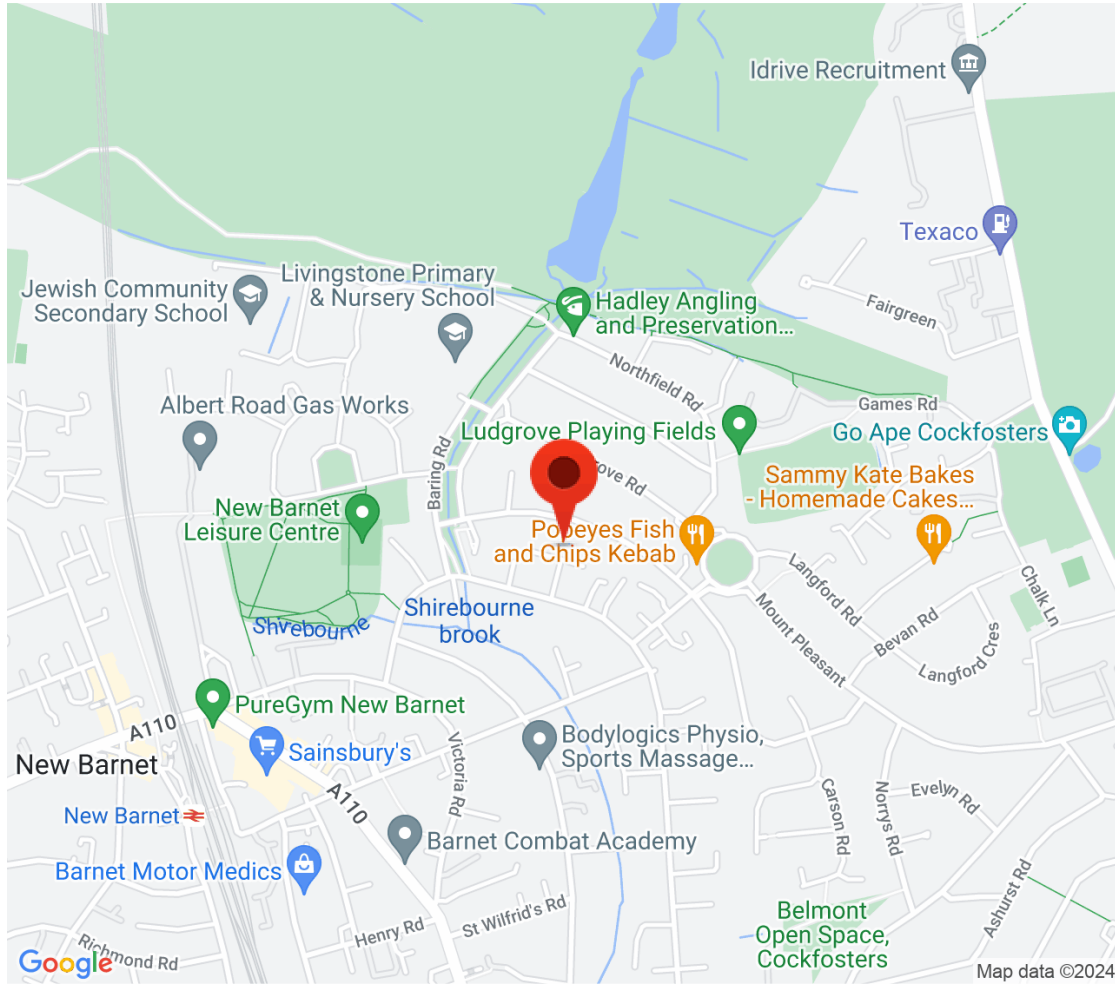 Idrive Recruitment
Texaco
Fairgreen
Livingstone Primary
& Nursery School
Jewish Community
Secondary School
Hadley Angling
and Preservation...
Northfield Rd
Games Rd
Albert Road Gas Works
Ludgrove Playing Fields
Go Ape Cockfosters
Baring Rd
Sammy Kate Bakes
- Homemade Cakes...
New Barnet
Leisure Centre
Popeyes Fish
and Chips Kebab
Langford Rd
Chalk Ln
Shirebourne
brook
Mount Pleasant
Bevan Rd
Langford Cres
PureGym New Barnet
A110
Sainsbury's
Victoria Rd
Bodylogics Physio,
Sports Massage...
New Barnet
A110
Carson Rd
Norrys Rd
Evelyn Rd
New Barnet
Barnet Combat Academy
Barnet Motor Medics
Ashurst Rd
St Wilfrid's Rd
Henry Rd
Belmont
Open Space,
Cockfosters
Richmond Rd
Google
Map data ©2024